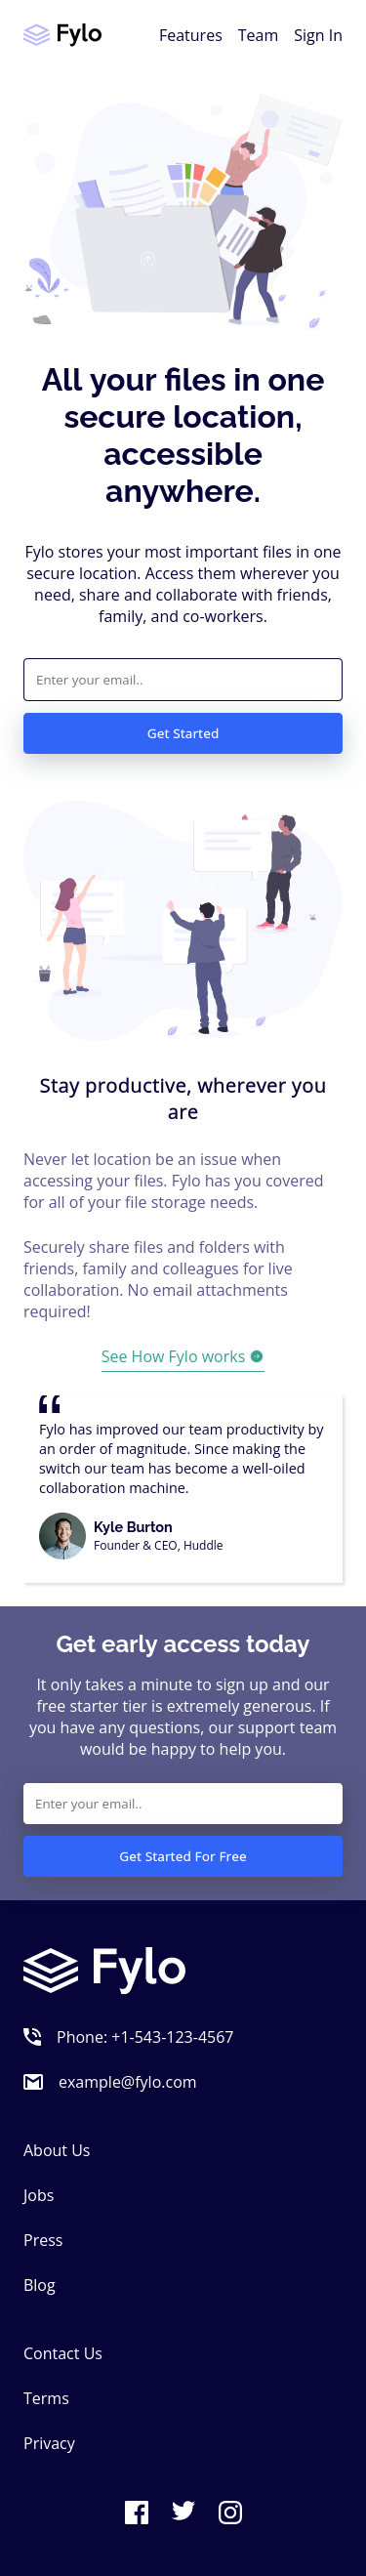 Fylo Features Team Sign In
All your files in one
secure location,
accessible
anywhere.
Fylo stores your most important files in one
secure location. Access them wherever you
need, share and collaborate with friends,
family, and co-workers.
Enter your email..
Get Started
Stay productive, wherever you
are
Never let location be an issue when
accessing your files. Fylo has you covered
for all of your file storage needs.
Securely share files and folders with
friends, family and colleagues for live
collaboration. No email attachments
required!
See How Fylo works
“
Fylo has improved our team productivity by
an order of magnitude. Since making the
switch our team has become a well-oiled
collaboration machine.
Kyle Burton
Founder & CEO, Huddle
Get early access today
It only takes a minute to sign up and our
free starter tier is extremely generous. If
you have any questions, our support team
would be happy to help you.
Enter your email..
Get Started For Free
Fylo
Phone: +1-543-123-4567
example@fylo.com
About Us
Jobs
Press
Blog
Contact Us
Terms
Privacy